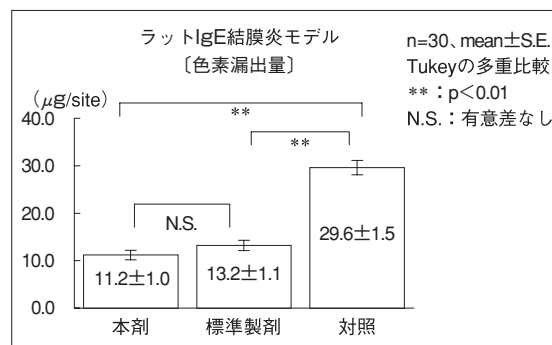 ラットIgE結膜炎モデル
〔色素漏出量〕
n=30、mean±S.E.
Tukeyの多重比較
**：p<0.01
N.S.：有意差なし
(μg/site)
40.0
30.0
20.0
10.0
0.0
**
**
N.S.
11.2±1.0
13.2±1.1
29.6±1.5
本剤
標準製剤
対照